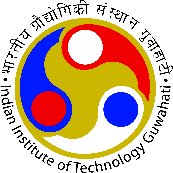 भारतीय प्रौद्योगिकी संस्थान गुवाहाटी
Indian Institute of Technology Guwahati